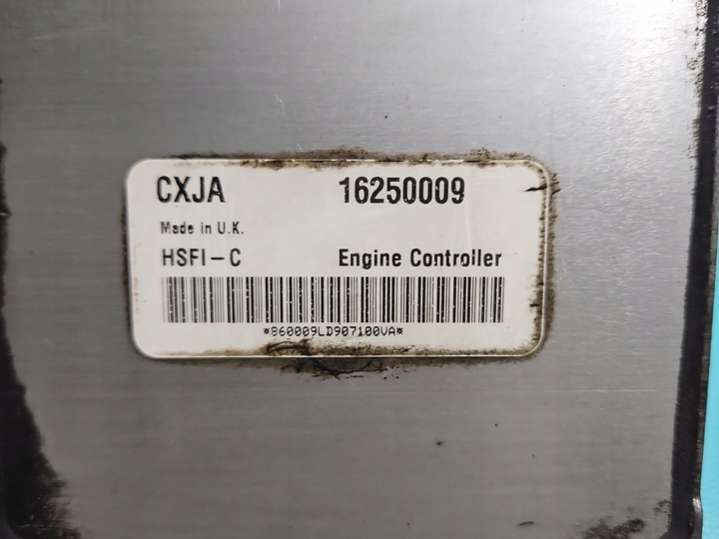 CXJA 16250009
Made in U.K.
HSFI-C Engine Controller
*860009LD907100VA*